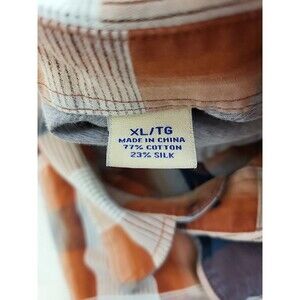 XL/TG
MADE IN CHINA
77% COTTON
23% SILK